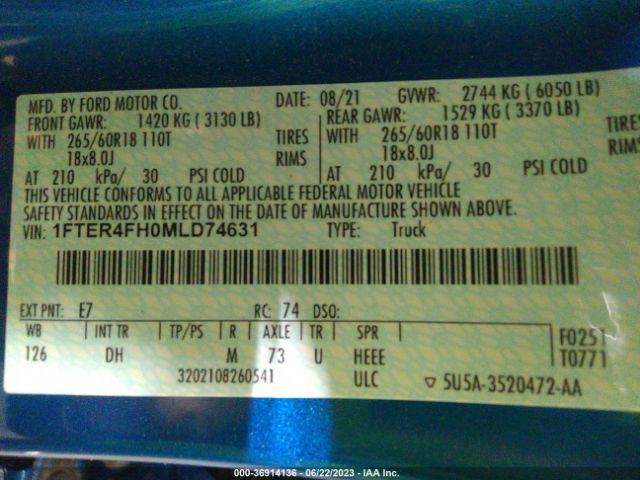 MFD. BY FORD MOTOR CO. DATE: 08/21 GVWR: 2744 KG ( 6050 LB)
FRONT GAWR: 1420 KG ( 3130 LB) REAR GAWR: 1529 KG ( 3370 LB)
WITH 265/60R18 110T TIRES WITH 265/60R18 110T TIRES
18x8.0J RIMS 18x8.0J RIMS
AT 210 kPa/ 30 PSI COLD AT 210 kPa/ 30 PSI COLD
THIS VEHICLE CONFORMS TO ALL APPLICABLE FEDERAL MOTOR VEHICLE
SAFETY STANDARDS IN EFFECT ON THE DATE OF MANUFACTURE SHOWN ABOVE.
VIN: 1FTER4FH0MLD74631 TYPE: Truck
EXT PNT: E7 RC: 74 DSO:
WB INT TR TP/PS R AXLE TR SPR F0251
126 DH M 73 U HEEE T0771
3202108260541 ULC ▽ 5U5A-3520472-AA
000-36914136 - 06/22/2023 - IAA Inc.